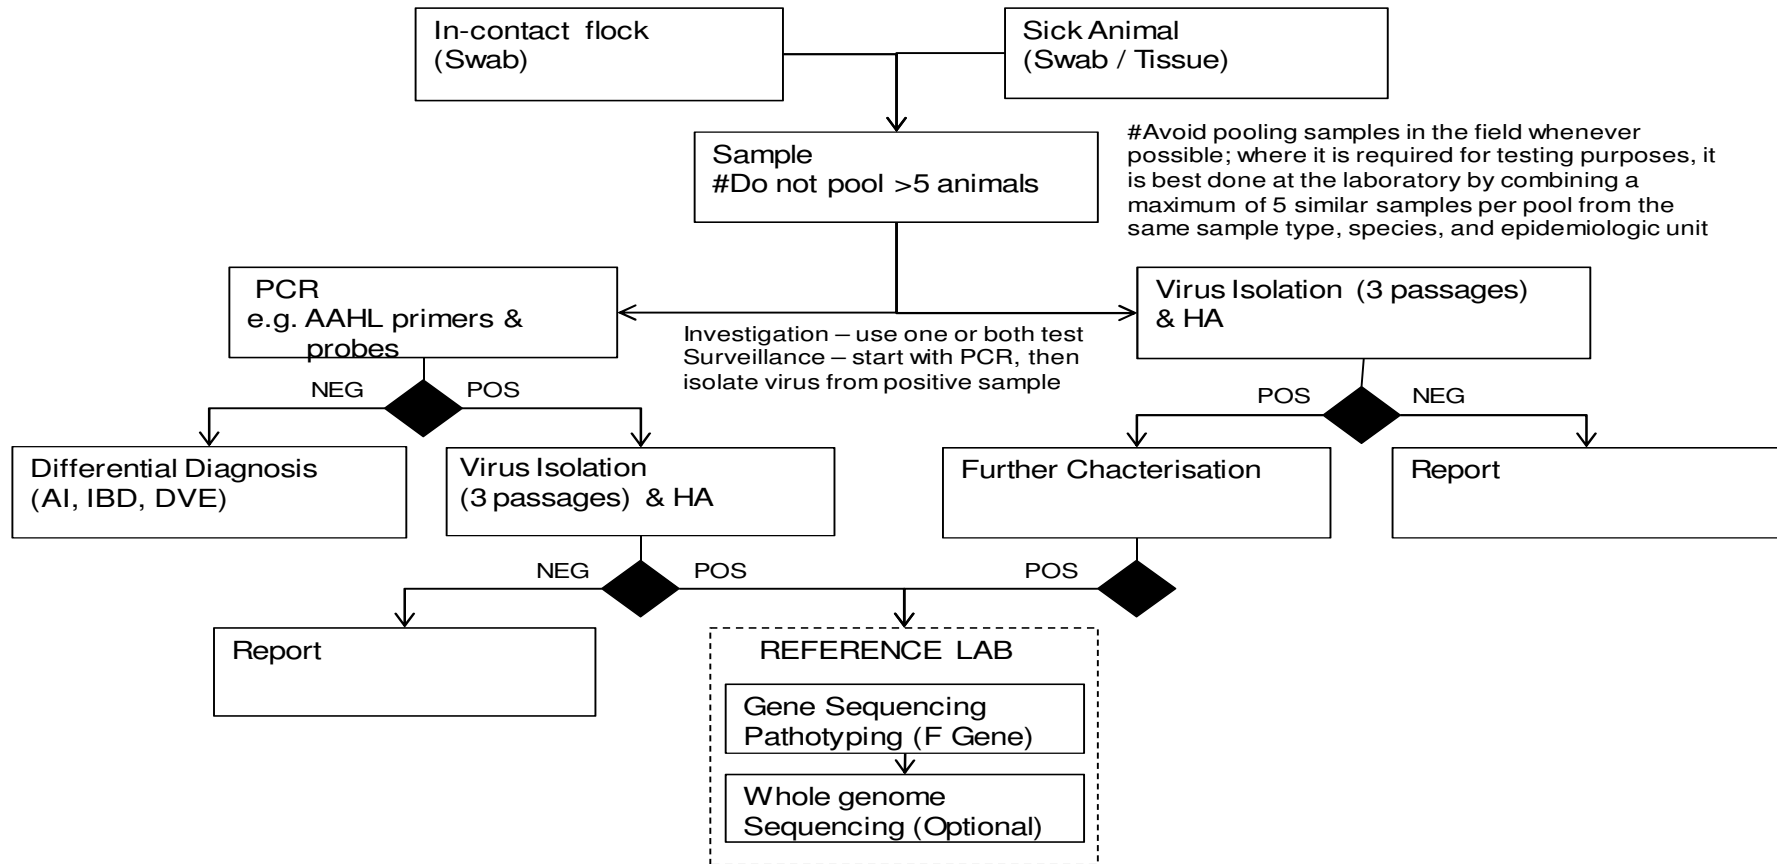 In-contact flock
(Swab)
Sick Animal
(Swab / Tissue)
Sample
#Do not pool >5 animals
#Avoid pooling samples in the field whenever
possible; where it is required for testing purposes, it
is best done at the laboratory by combining a
maximum of 5 similar samples per pool from the
same sample type, species, and epidemiologic unit
PCR
e.g. AAHL primers &
probes
Investigation – use one or both test
Surveillance – start with PCR, then
isolate virus from positive sample
Virus Isolation (3 passages)
& HA
NEG
POS
POS
NEG
Differential Diagnosis
(AI, IBD, DVE)
Virus Isolation
(3 passages) & HA
Further Chacterisation
Report
NEG
POS
POS
Report
REFERENCE LAB
Gene Sequencing
Pathotyping (F Gene)
Whole genome
Sequencing (Optional)